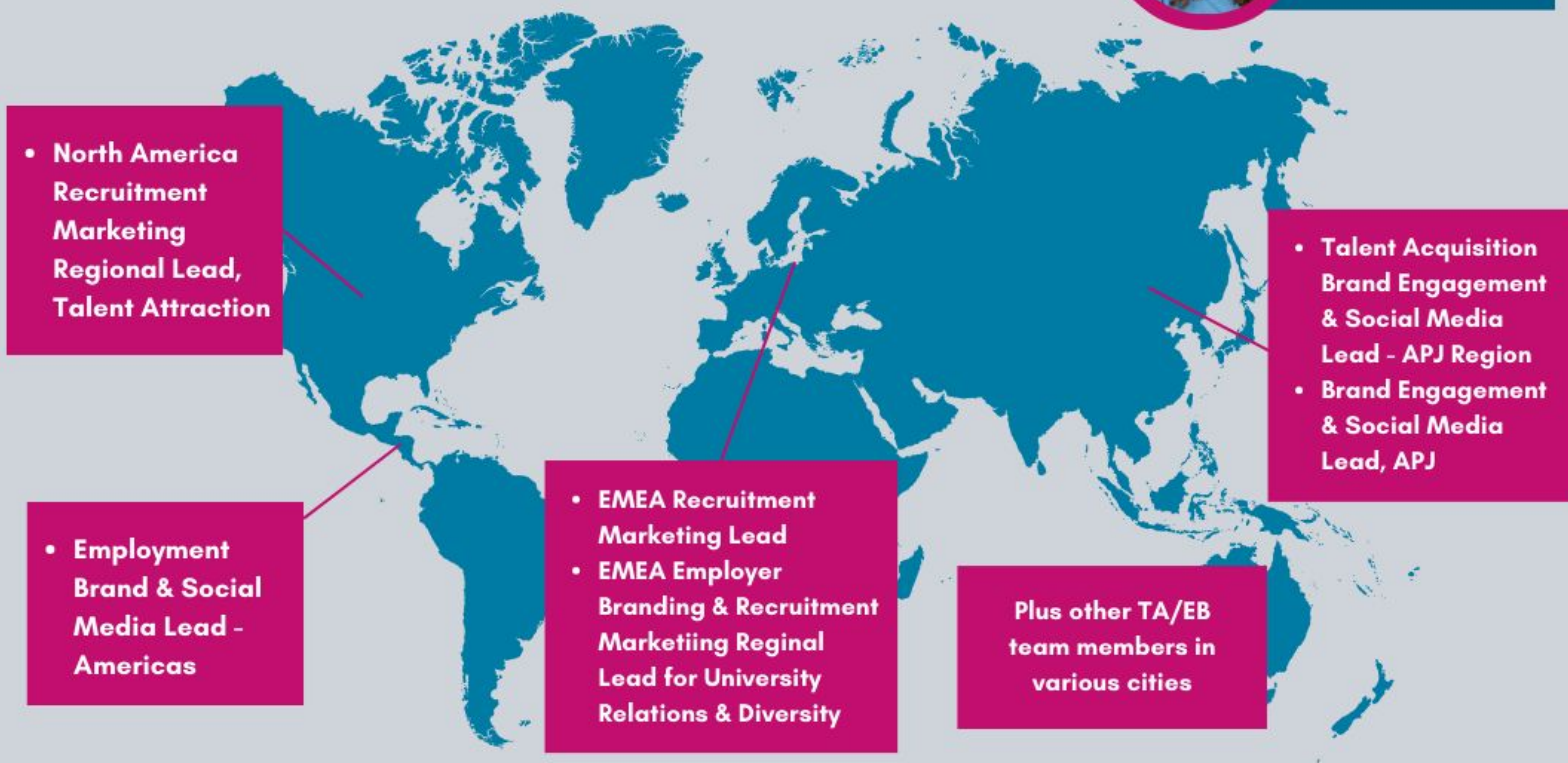 • North America
Recruitment
Marketing
Regional Lead,
Talent Attraction
• Employment
Brand & Social
Media Lead -
Americas
• EMEA Recruitment
Marketing Lead
• EMEA Employer
Branding & Recruitment
Marketiing Reginal
Lead for University
Relations & Diversity
• Talent Acquisition
Brand Engagement
& Social Media
Lead - APJ Region
• Brand Engagement
& Social Media
Lead, APJ
Plus other TA/EB
team members in
various cities